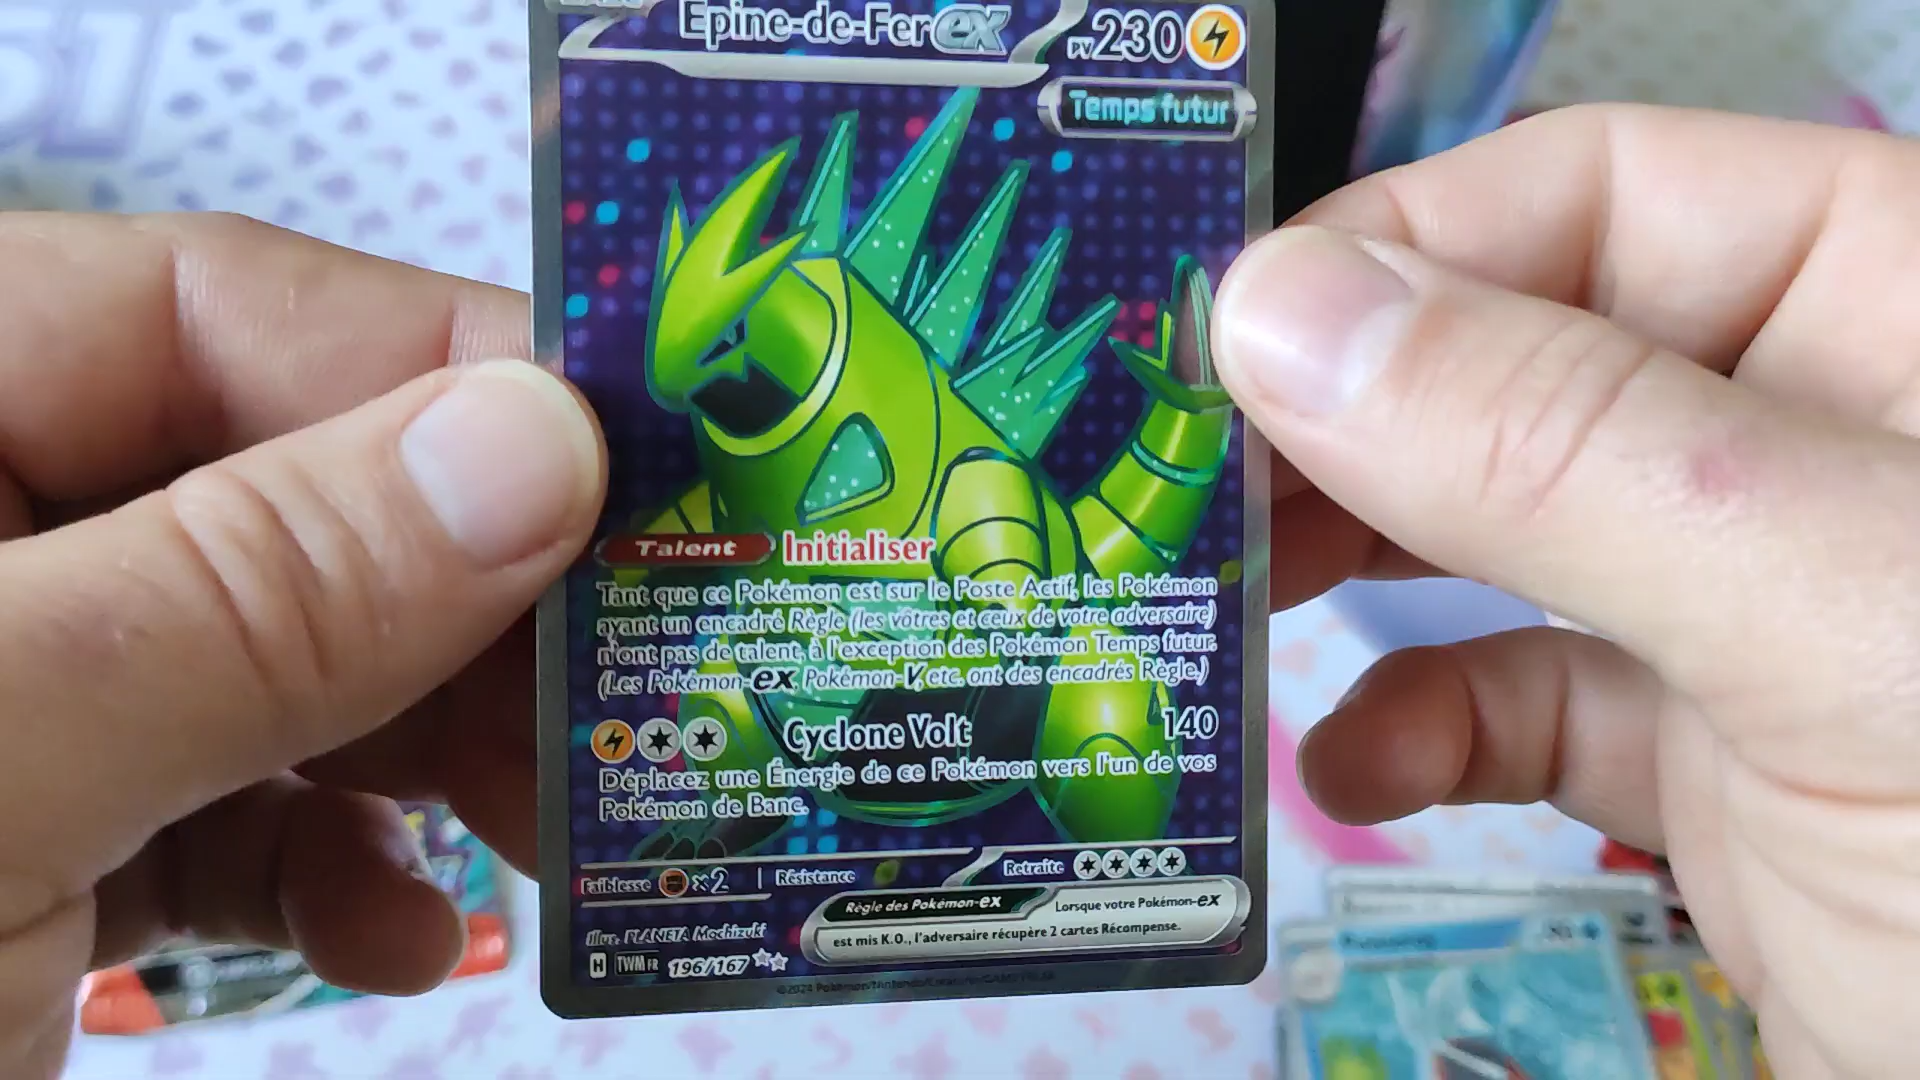 51
Epine-de-Fer ex PV 230
Temps futur
Talent Initialiser
Tant que ce Pokémon est sur le Poste Actif, les Pokémon
ayant un encadré Règle (les vôtres et ceux de votre adversaire)
n'ont pas de talent, à l'exception des Pokémon Temps futur.
(Les Pokémon-ex, Pokémon-V, etc. ont des encadrés Règle.)
Cyclone Volt 140
Déplacez une Énergie de ce Pokémon vers l'un de vos
Pokémon de Banc.
Faiblesse ×2 Résistance Retraite
Règle des Pokémon-ex Lorsque votre Pokémon-ex
est mis K.O., l'adversaire récupère 2 cartes Récompense.
Illus. PLANETA Mochizuki
H TWM FR 196/167
©2024 Pokémon/Nintendo/Creatures/GAME FREAK